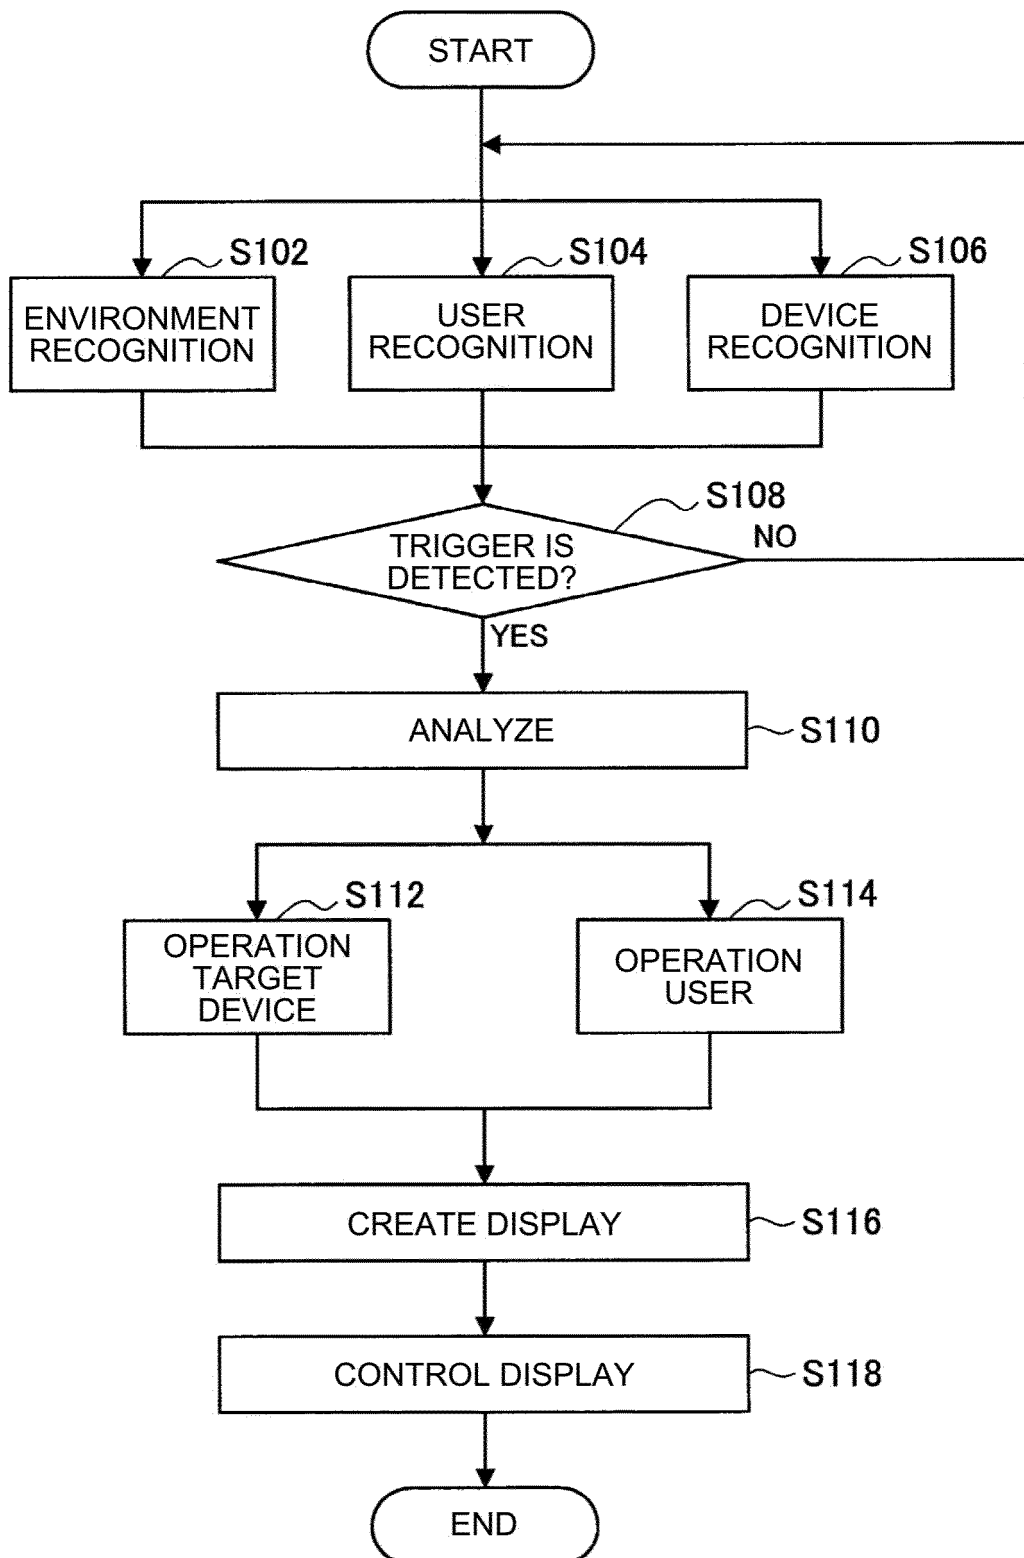 START
S102
S104
S106
ENVIRONMENT
RECOGNITION
USER
RECOGNITION
DEVICE
RECOGNITION
S108
TRIGGER IS
DETECTED?
NO
YES
ANALYZE
S110
S112
S114
OPERATION
TARGET
DEVICE
OPERATION
USER
CREATE DISPLAY
S116
CONTROL DISPLAY
S118
END